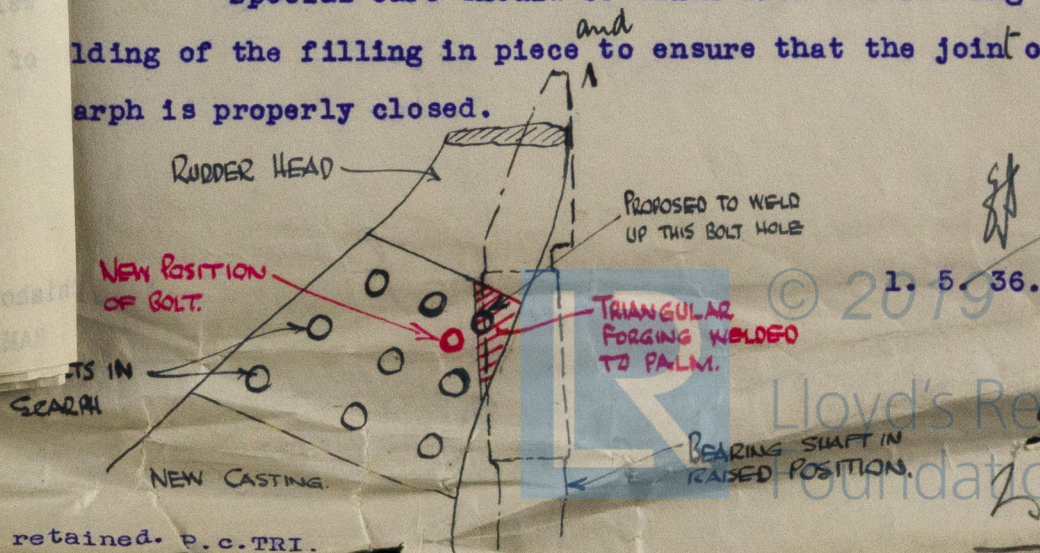 lding of the filling in piece and to ensure that the joint o
arph is properly closed.
RUDDER HEAD
PROPOSED TO WELD
UP THIS BOLT HOLE
NEW POSITION
OF BOLT.
1. 5. 36.
© 2019
TRIANGULAR
FORGING WELDED
TO PALM.
LTS IN
SCARPH
Lloyd's Re
Foundatio
BEARING SHAFT IN
RAISED POSITION.
NEW CASTING.
retained. P.c.TRI.